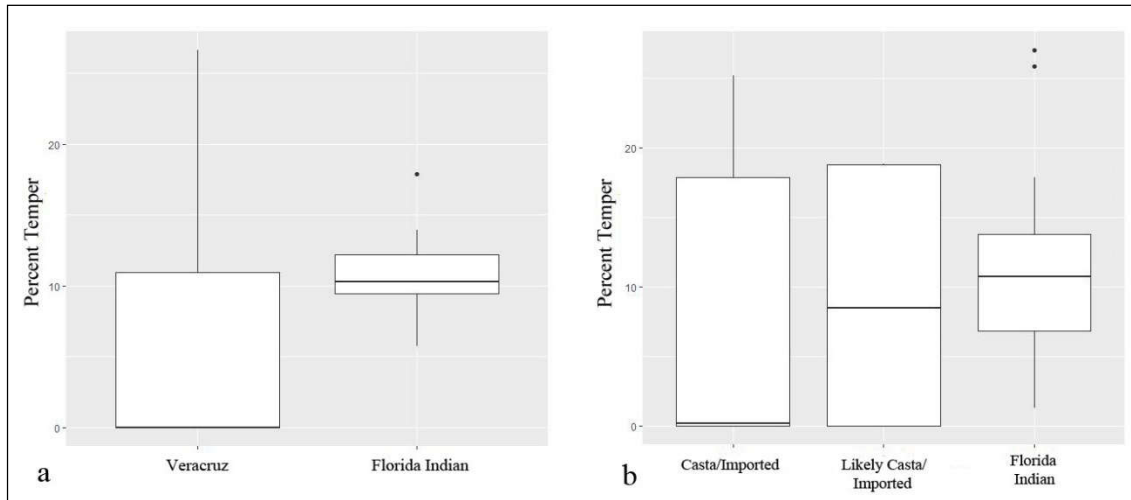 Percent Temper
20
10
0
Veracruz
Florida Indian
a
Percent Temper
20
10
0
Casta/Imported
Likely Casta/
Imported
Florida
Indian
b